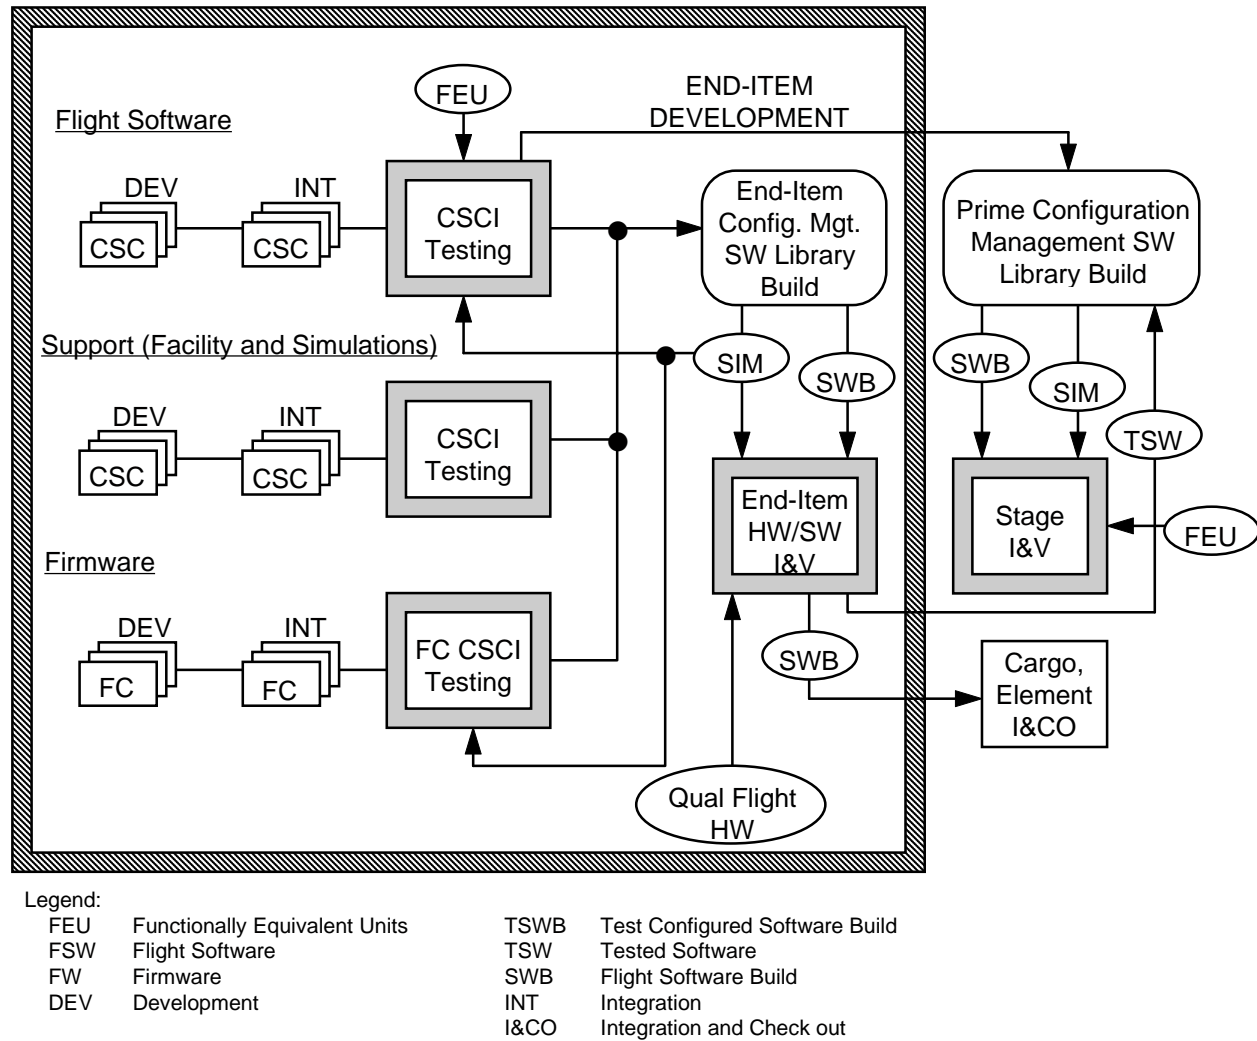 FEU
END-ITEM
DEVELOPMENT
Flight Software
DEV
INT
CSC
CSC
CSCI
Testing
End-Item
Config. Mgt.
SW Library
Build
Prime Configuration
Management SW
Library Build
Support (Facility and Simulations)
SIM
SWB
SWB
SIM
TSW
DEV
INT
CSC
CSC
CSCI
Testing
End-Item
HW/SW
I&V
Stage
I&V
FEU
Firmware
DEV
INT
FC
FC
FC CSCI
Testing
SWB
Cargo,
Element
I&CO
Qual Flight
HW
Legend:
FEU Functionally Equivalent Units
FSW Flight Software
FW Firmware
DEV Development
TSWB Test Configured Software Build
TSW Tested Software
SWB Flight Software Build
INT Integration
I&CO Integration and Check out